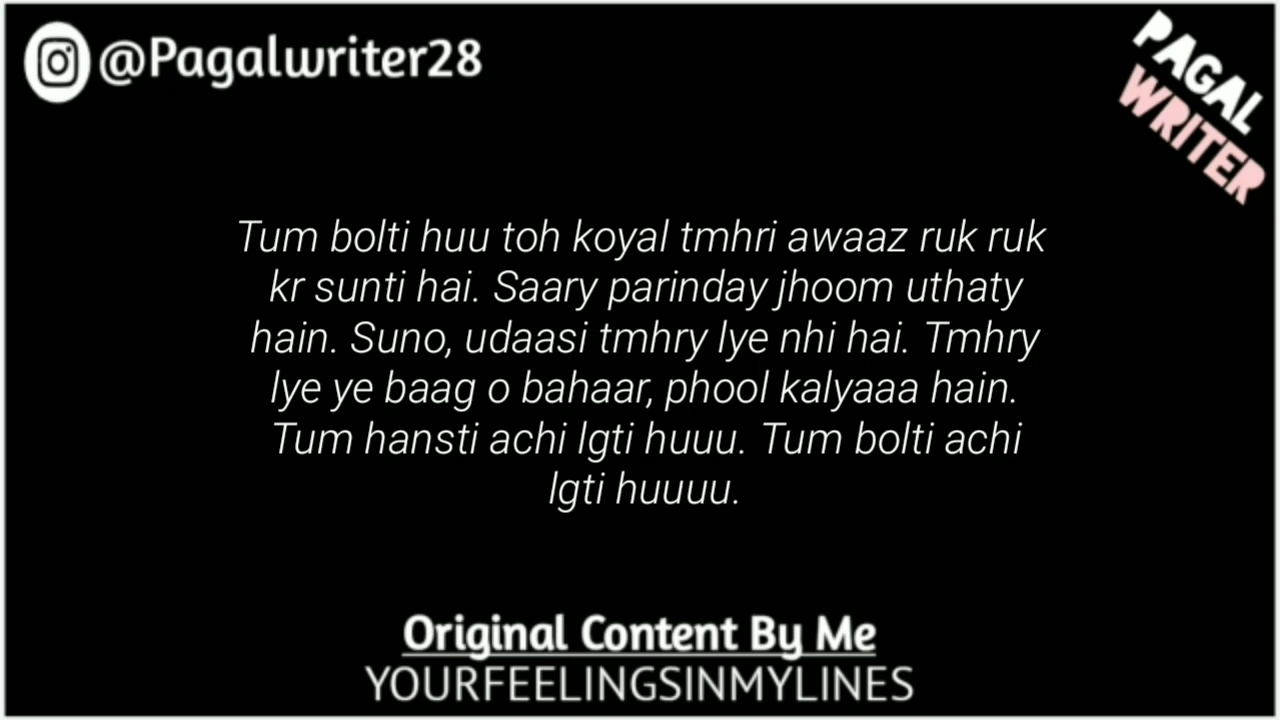 @Pagalwriter28
PAGAL
WRITER
Tum bolti huu toh koyal tmhri awaaz ruk ruk
kr sunti hai. Saary parinday jhoom uthaty
hain. Suno, udaasi tmhry lye nhi hai. Tmhry
lye ye baag o bahaar, phool kalyaaa hain.
Tum hansti achi lgti huuu. Tum bolti achi
lgti huuuu.
Original Content By Me
YOURFEELINGSINMYLINES